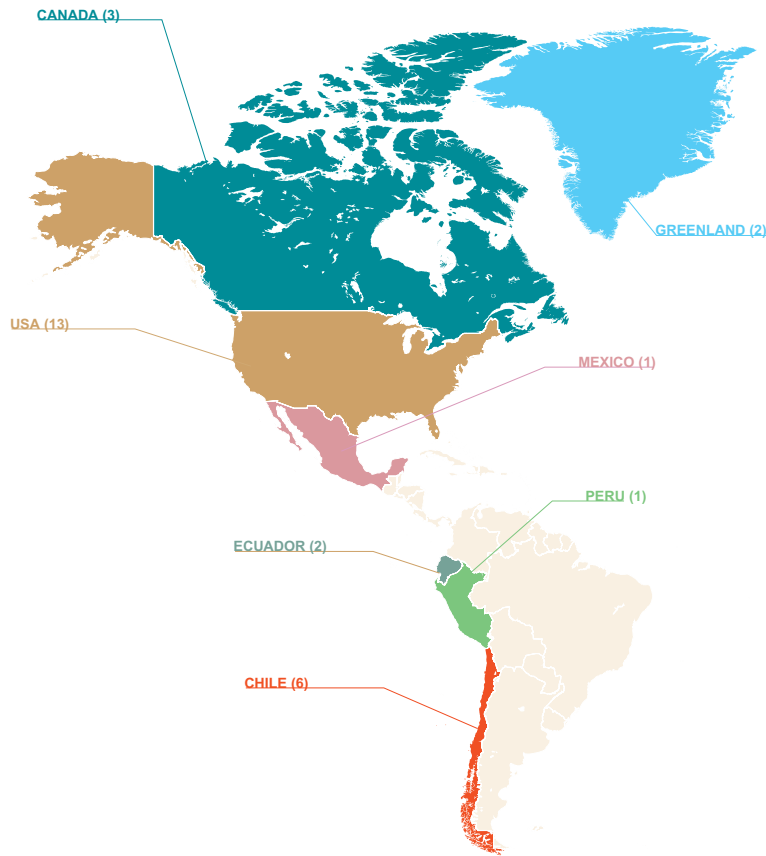 CANADA (3)
GREENLAND (2)
USA (13)
MEXICO (1)
PERU (1)
ECUADOR (2)
CHILE (6)